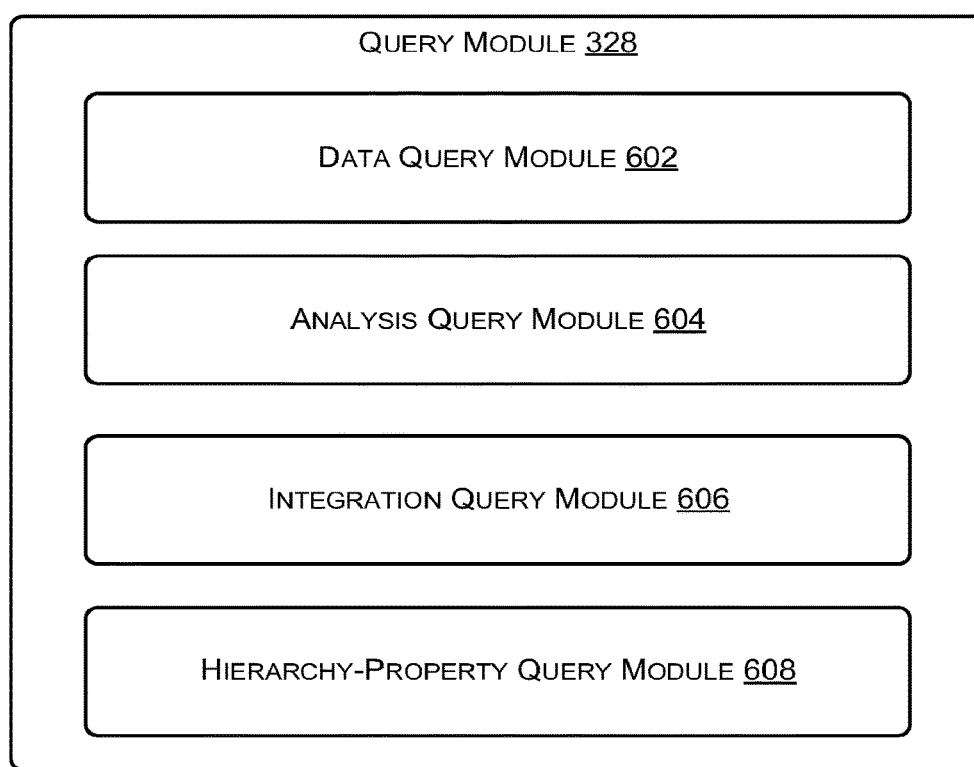 QUERY MODULE 328
DATA QUERY MODULE 602
ANALYSIS QUERY MODULE 604
INTEGRATION QUERY MODULE 606
HIERARCHY-PROPERTY QUERY MODULE 608